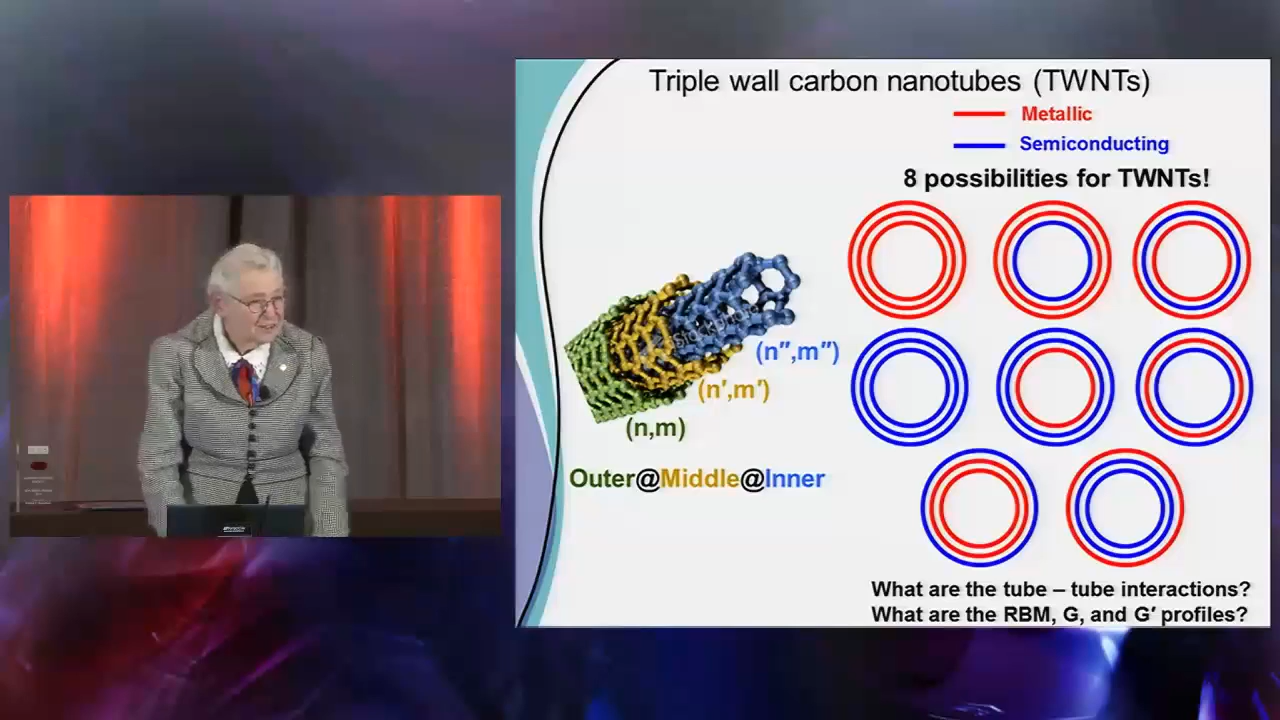 Triple wall carbon nanotubes (TWNTs)
Metallic
Semiconducting
8 possibilities for TWNTs!
(n″,m″)
(n′,m′)
(n,m)
Outer@Middle@Inner
What are the tube – tube interactions?
What are the RBM, G, and G′ profiles?